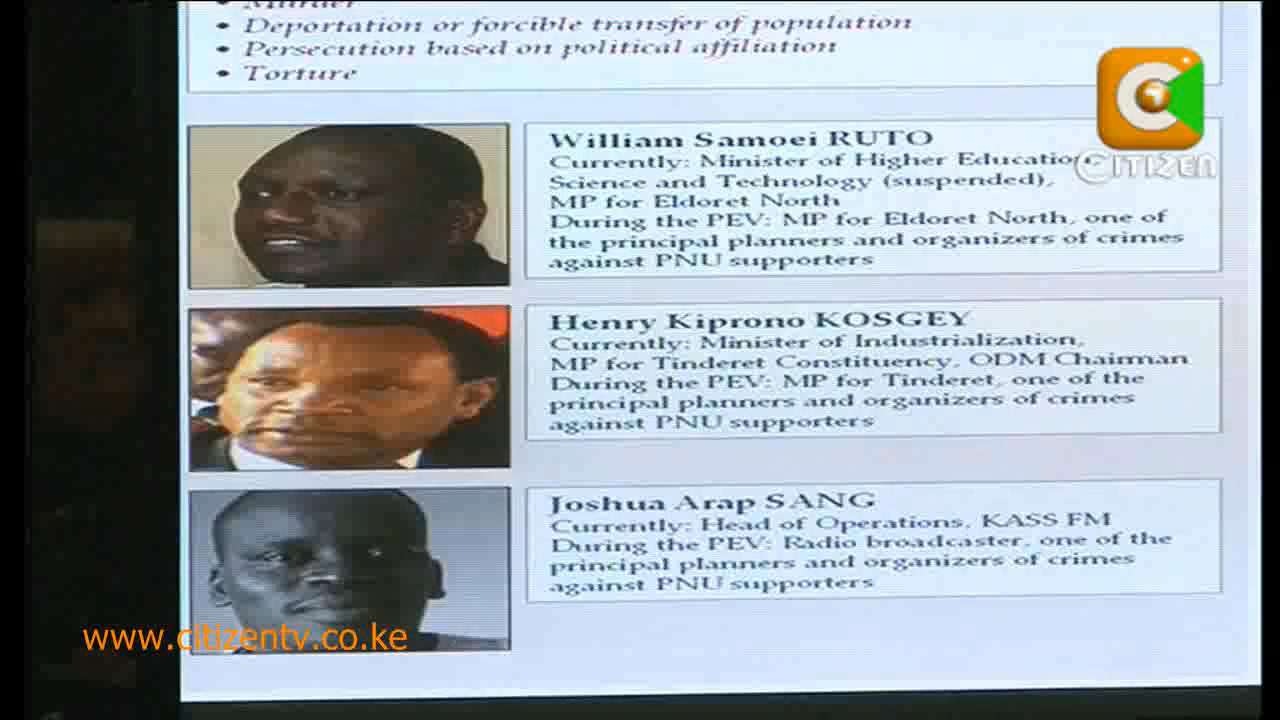 • Murder
• Deportation or forcible transfer of population
• Persecution based on political affiliation
• Torture
William Samoei RUTO
Currently: Minister of Higher Education,
Science and Technology (suspended),
MP for Eldoret North
During the PEV: MP for Eldoret North, one of
the principal planners and organizers of crimes
against PNU supporters
Henry Kiprono KOSGEY
Currently: Minister of Industrialization,
MP for Tinderet Constituency, ODM Chairman
During the PEV: MP for Tinderet, one of the
principal planners and organizers of crimes
against PNU supporters
Joshua Arap SANG
Currently: Head of Operations, KASS FM
During the PEV: Radio broadcaster, one of the
principal planners and organizers of crimes
against PNU supporters
CITIZEN
www.citizentv.co.ke